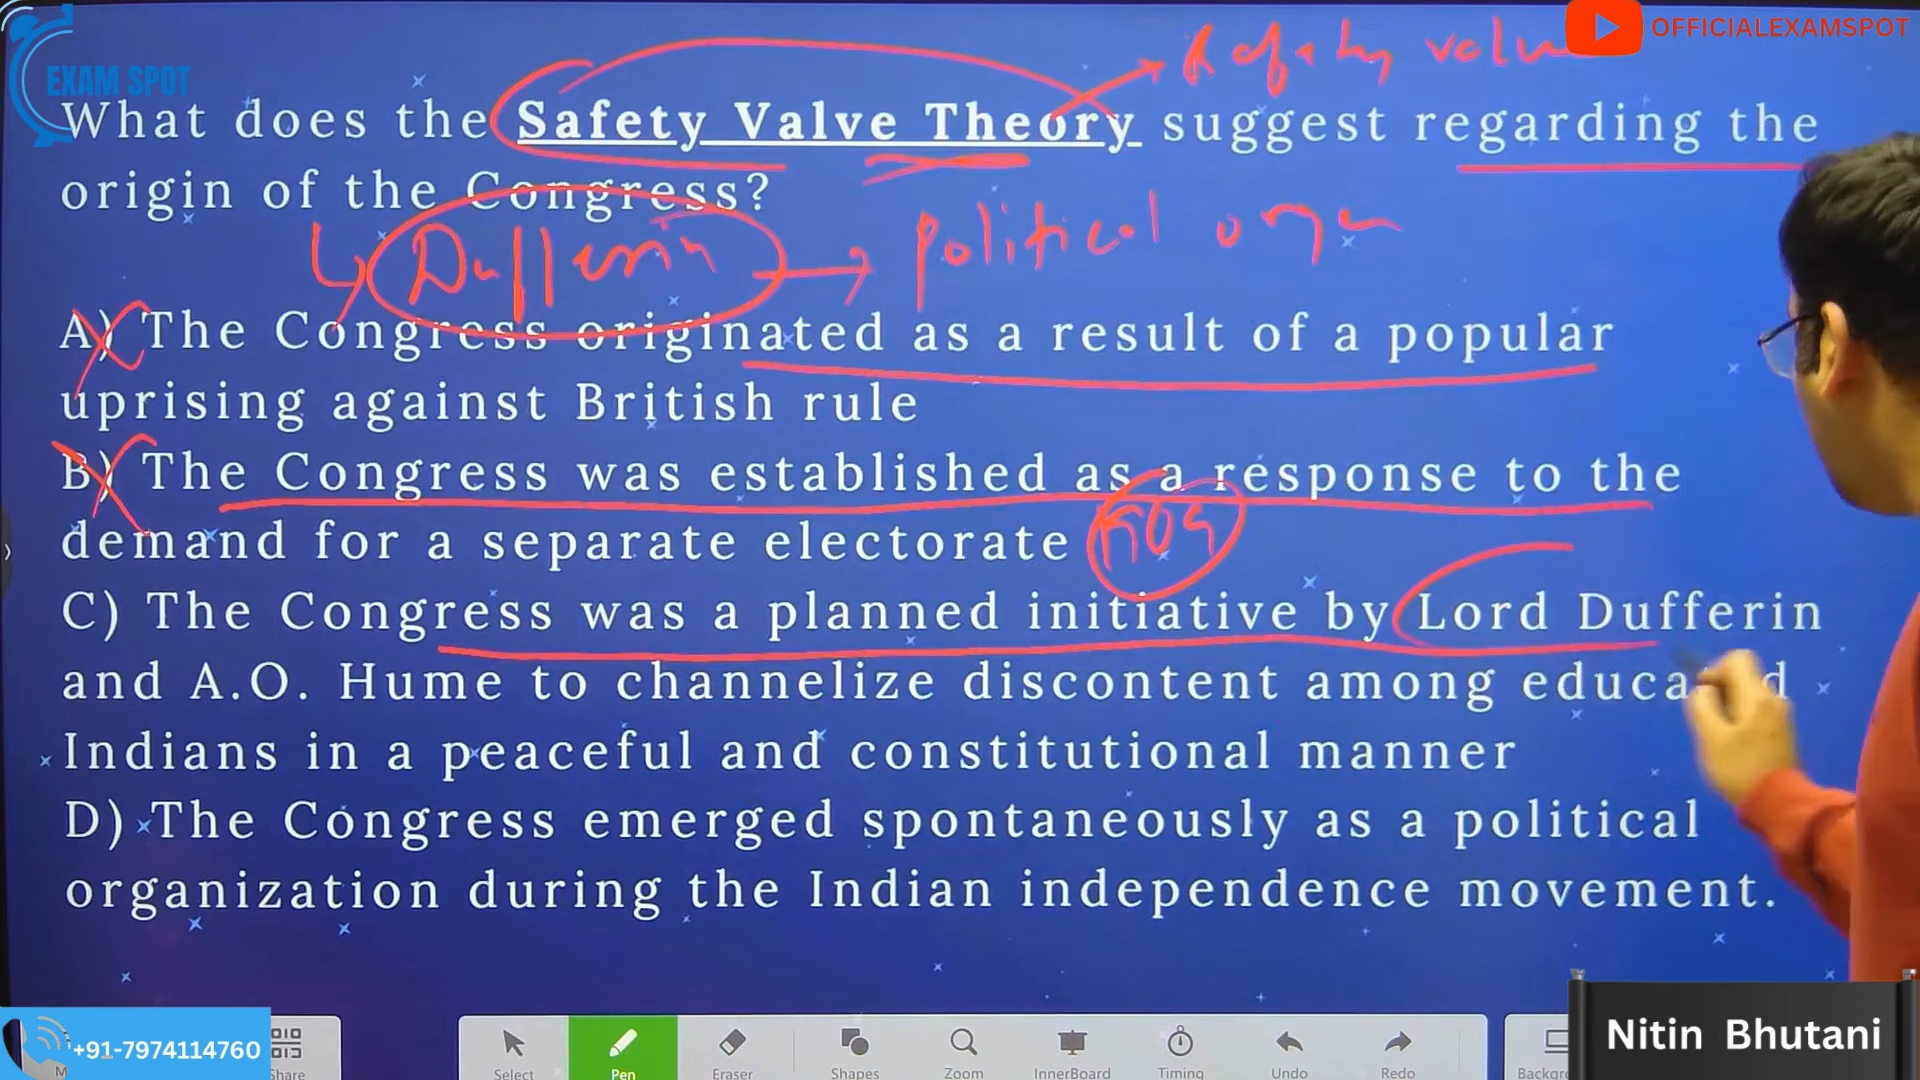 EXAM SPOT
OFFICIALEXAMSPOT
What does the Safety Valve Theory suggest regarding the
origin of the Congress?
Dufferin political
A) The Congress originated as a result of a popular
uprising against British rule
B) The Congress was established as a response to the
demand for a separate electorate
C) The Congress was a planned initiative by Lord Dufferin
and A.O. Hume to channelize discontent among educated
Indians in a peaceful and constitutional manner
D) The Congress emerged spontaneously as a political
organization during the Indian independence movement.
Nitin Bhutani
+91-7974114760
Share
Select Pen Eraser Shapes Zoom InnerBoard Timing Undo Redo